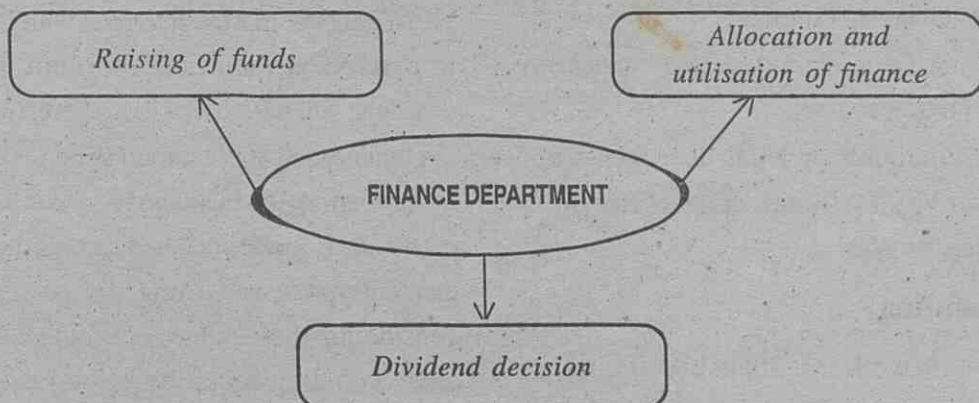 Raising of funds
Allocation and
utilisation of finance
FINANCE DEPARTMENT
Dividend decision